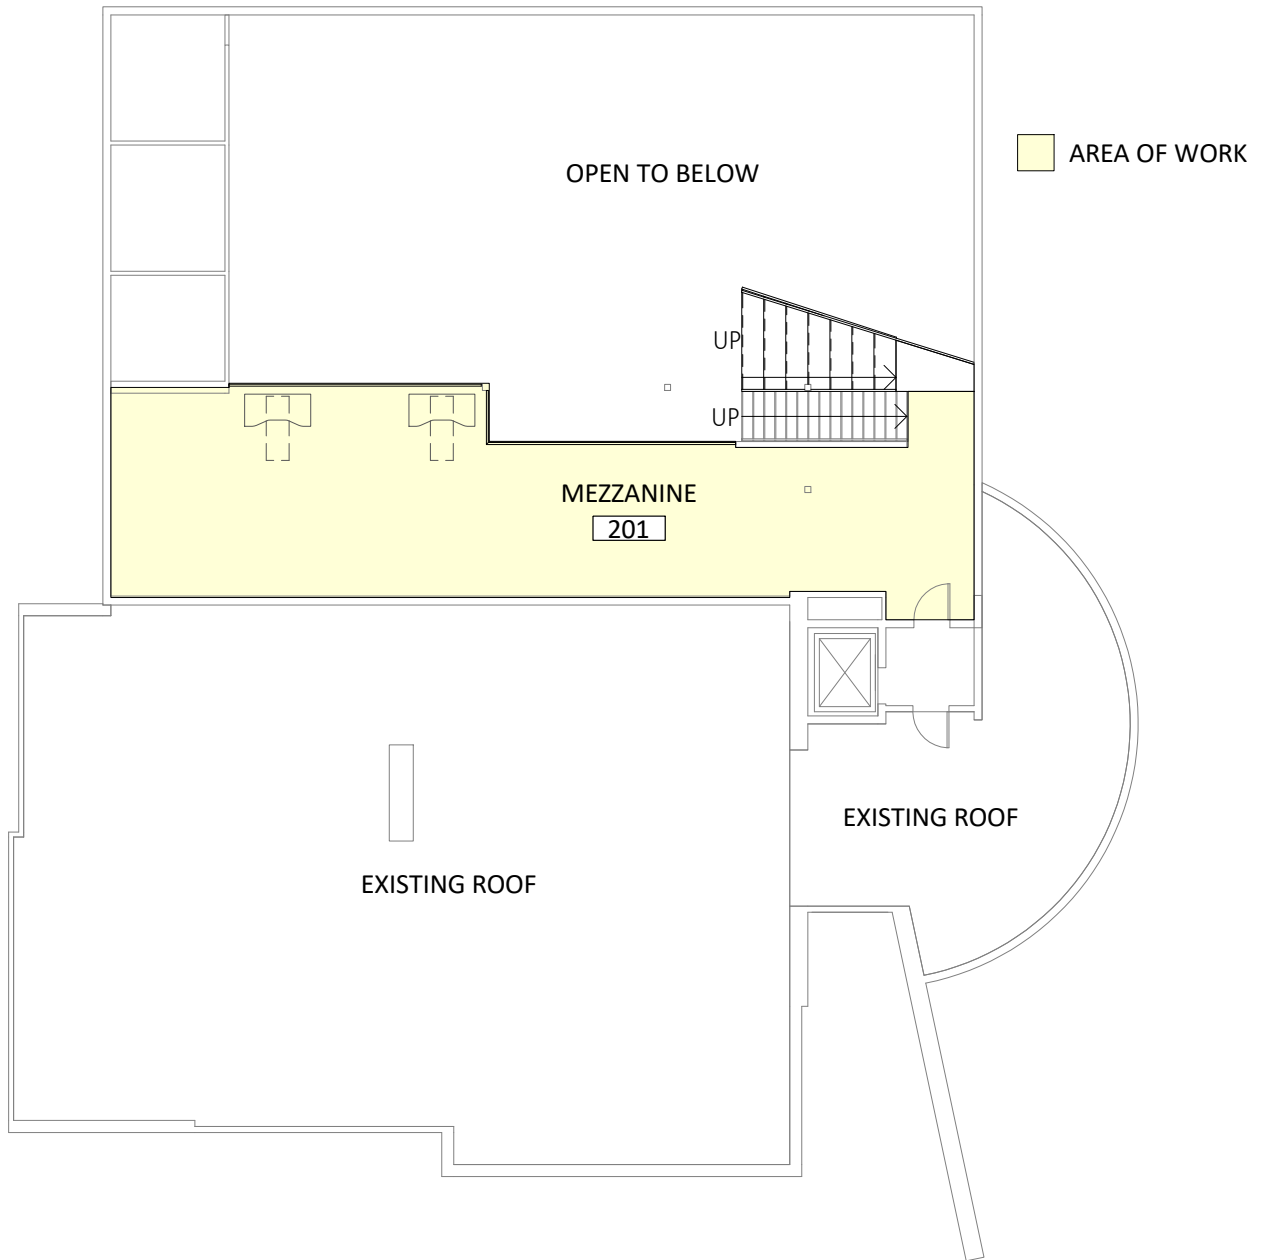 OPEN TO BELOW
AREA OF WORK
UP
UP
MEZZANINE
201
EXISTING ROOF
EXISTING ROOF